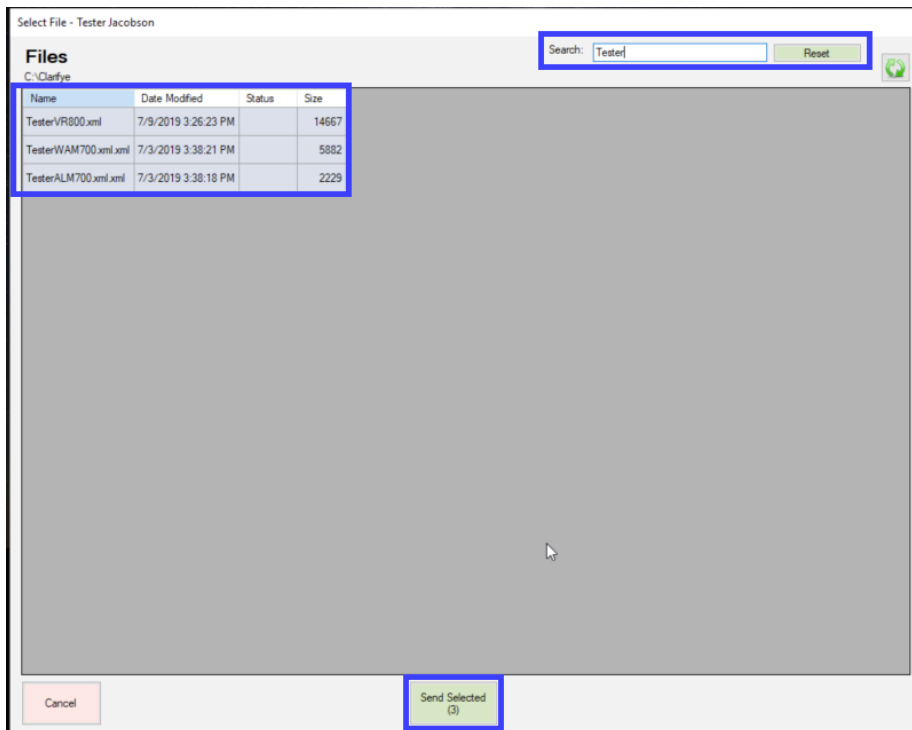 Select File - Tester Jacobson
Files
Search: Tester Reset
C:\Clarifye
Name Date Modified Status Size
TesterVR800.xml 7/9/2019 3:26:23 PM 14667
TesterWAM700.xml.xml 7/3/2019 3:38:21 PM 5882
TesterALM700.xml.xml 7/3/2019 3:38:18 PM 2229
Cancel
Send Selected
(3)